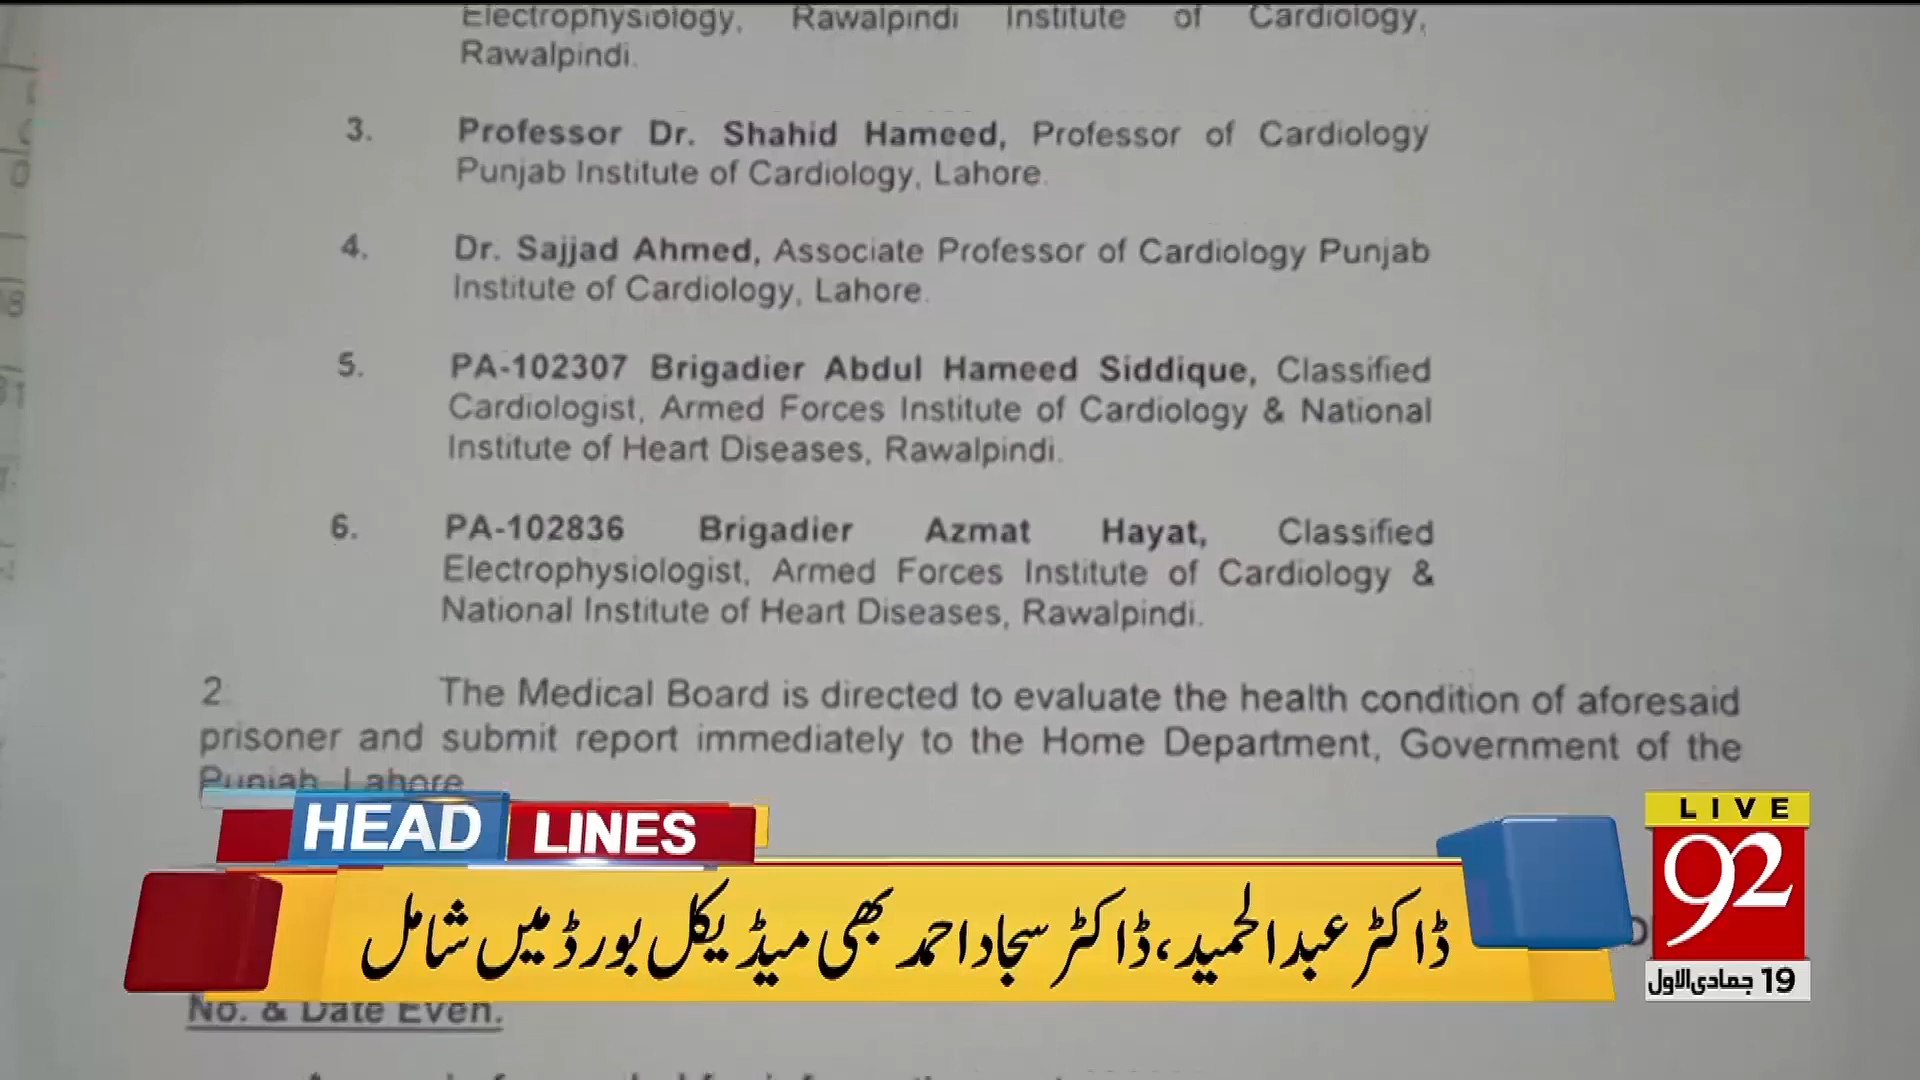 Electrophysiology, Rawalpindi Institute of Cardiology,
Rawalpindi.
3. Professor Dr. Shahid Hameed, Professor of Cardiology
Punjab Institute of Cardiology, Lahore.
4. Dr. Sajjad Ahmed, Associate Professor of Cardiology Punjab
Institute of Cardiology, Lahore.
5. PA-102307 Brigadier Abdul Hameed Siddique, Classified
Cardiologist, Armed Forces Institute of Cardiology & National
Institute of Heart Diseases, Rawalpindi.
6. PA-102836 Brigadier Azmat Hayat, Classified
Electrophysiologist, Armed Forces Institute of Cardiology &
National Institute of Heart Diseases, Rawalpindi.
2. The Medical Board is directed to evaluate the health condition of aforesaid
prisoner and submit report immediately to the Home Department, Government of the
Punjab, Lahore
HEAD LINES
LIVE
92
ڈاکٹر عبدالحمید، ڈاکٹر سجاد احمد بھی میڈیکل بورڈ میں شامل
19 جمادی الاول
No. & Date Even.